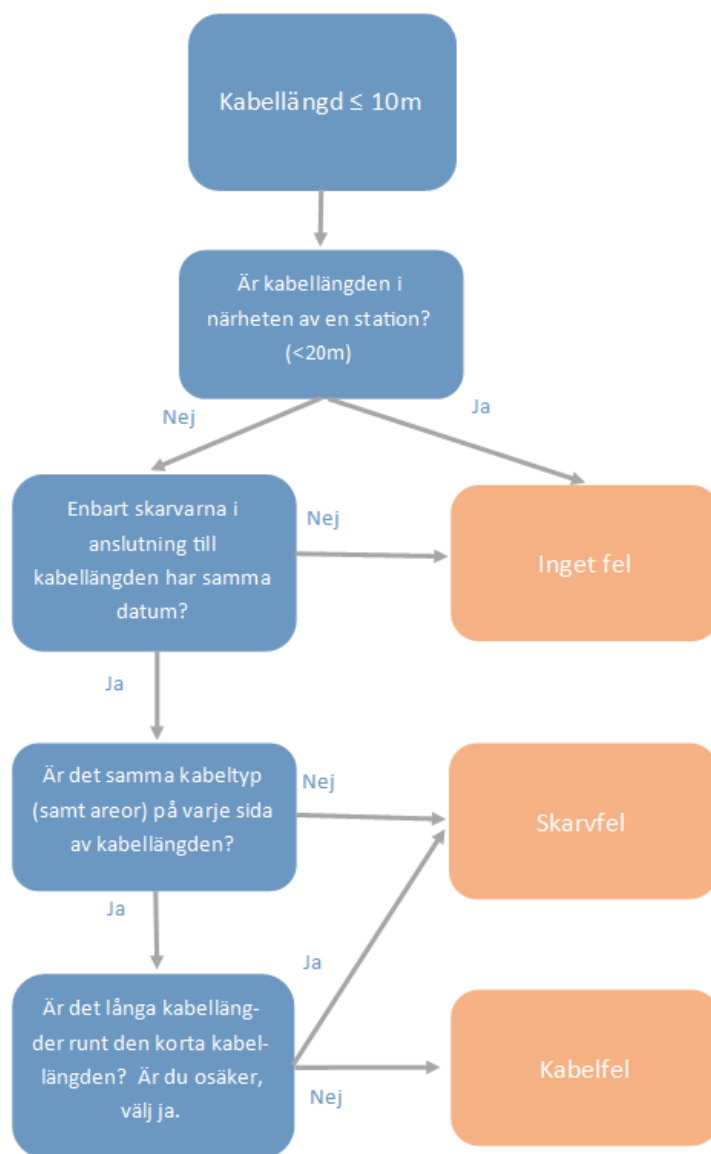 Kabellängd ≤ 10m
Är kabellängden i
närheten av en station?
(<20m)
Nej
Ja
Enbart skarvarna i
anslutning till
kabellängden har samma
datum?
Nej
Inget fel
Ja
Är det samma kabeltyp
(samt areor) på varje sida
av kabellängden?
Nej
Skarvfel
Ja
Ja
Är det långa kabelläng-
der runt den korta kabel-
längden? Är du osäker,
välj ja.
Nej
Kabelfel